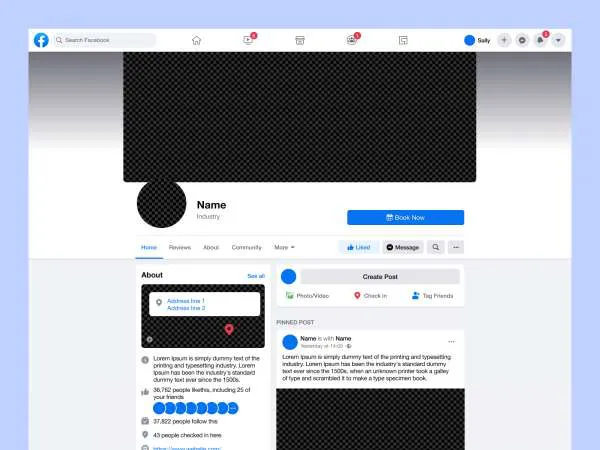 Search Facebook
4
1
Sally
2
Name
Industry
Book Now
Home
Reviews
About
Community
More
Liked
Message
About
See all
Address line 1
Address line 2
Lorem Ipsum is simply dummy text of the
printing and typesetting industry. Lorem
Ipsum has been the industry's standard
dummy text ever since the 1500s.
36,762 people likethis, including 25 of
your friends
37,822 people follow this
43 people checked in here
https://www.website.com/
Create Post
Photo/Video
Check in
Tag Friends
PINNED POST
Name is with Name
Yesterday at 14:00
Lorem Ipsum is simply dummy text of the printing and typesetting
industry. Lorem Ipsum has been the industry's standard dummy
text ever since the 1500s, when an unknown printer took a galley
of type and scrambled it to make a type specimen book.